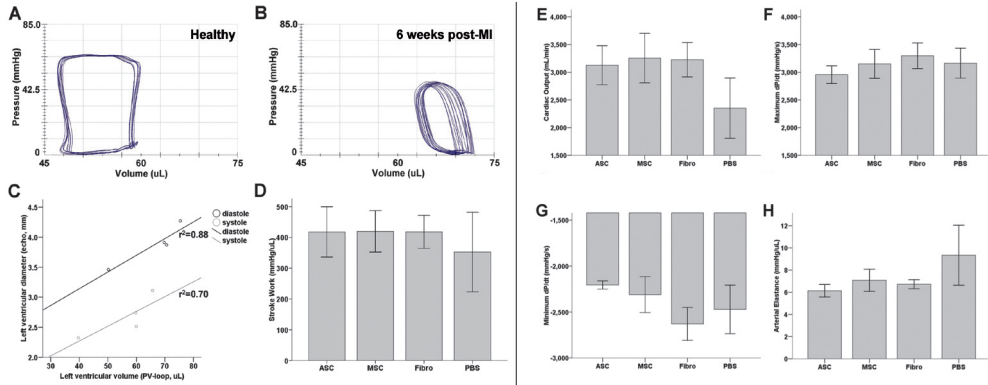 A
85.0
Healthy
Pressure (mmHg)
42.5
0
45
60
75
Volume (uL)
B
85.0
6 weeks post-MI
Pressure (mmHg)
42.5
0
45
60
75
Volume (uL)
C
Left ventricular diameter (echo, mm)
4.5
4.0
3.5
3.0
2.5
2.0
r²=0.88
r²=0.70
diastole
systole
diastole
systole
30
40
50
60
70
80
Left ventricular volume (PV-loop, uL)
D
Stroke Work (mmHg/uL)
400
300
200
100
0
ASC
MSC
Fibro
PBS
E
Cardiac Output (mL/min)
4,000
3,500
3,000
2,500
2,000
1,500
ASC
MSC
Fibro
PBS
F
Maximum dP/dt (mmHg/s)
4,000
3,500
3,000
2,500
2,000
1,500
ASC
MSC
Fibro
PBS
G
Minimum dP/dt (mmHg/s)
-1,500
-2,000
-2,500
-3,000
ASC
MSC
Fibro
PBS
H
Arterial Elastance (mmHg/uL)
12
10
8
6
4
2
0
ASC
MSC
Fibro
PBS